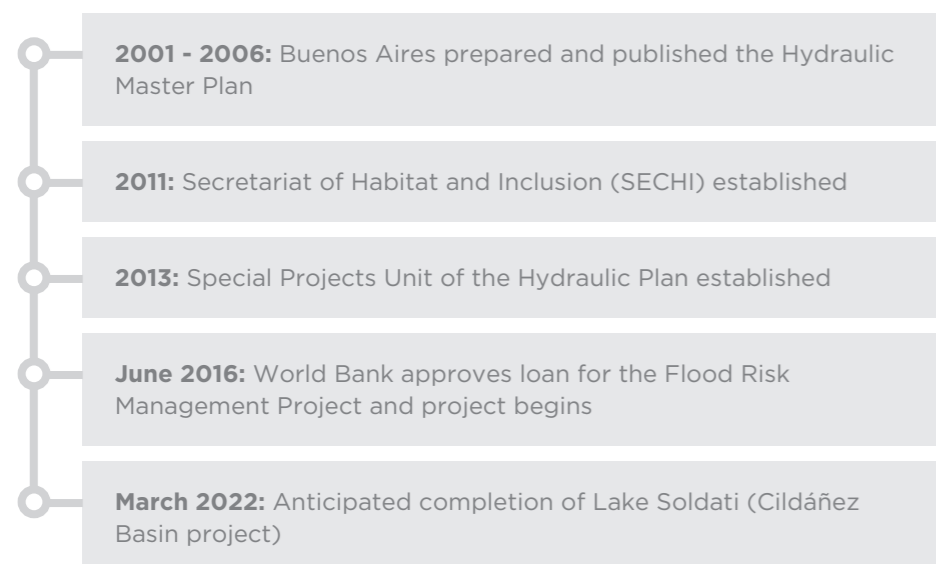 2001 - 2006: Buenos Aires prepared and published the Hydraulic
Master Plan
2011: Secretariat of Habitat and Inclusion (SECHI) established
2013: Special Projects Unit of the Hydraulic Plan established
June 2016: World Bank approves loan for the Flood Risk
Management Project and project begins
March 2022: Anticipated completion of Lake Soldati (Cildáñez
Basin project)